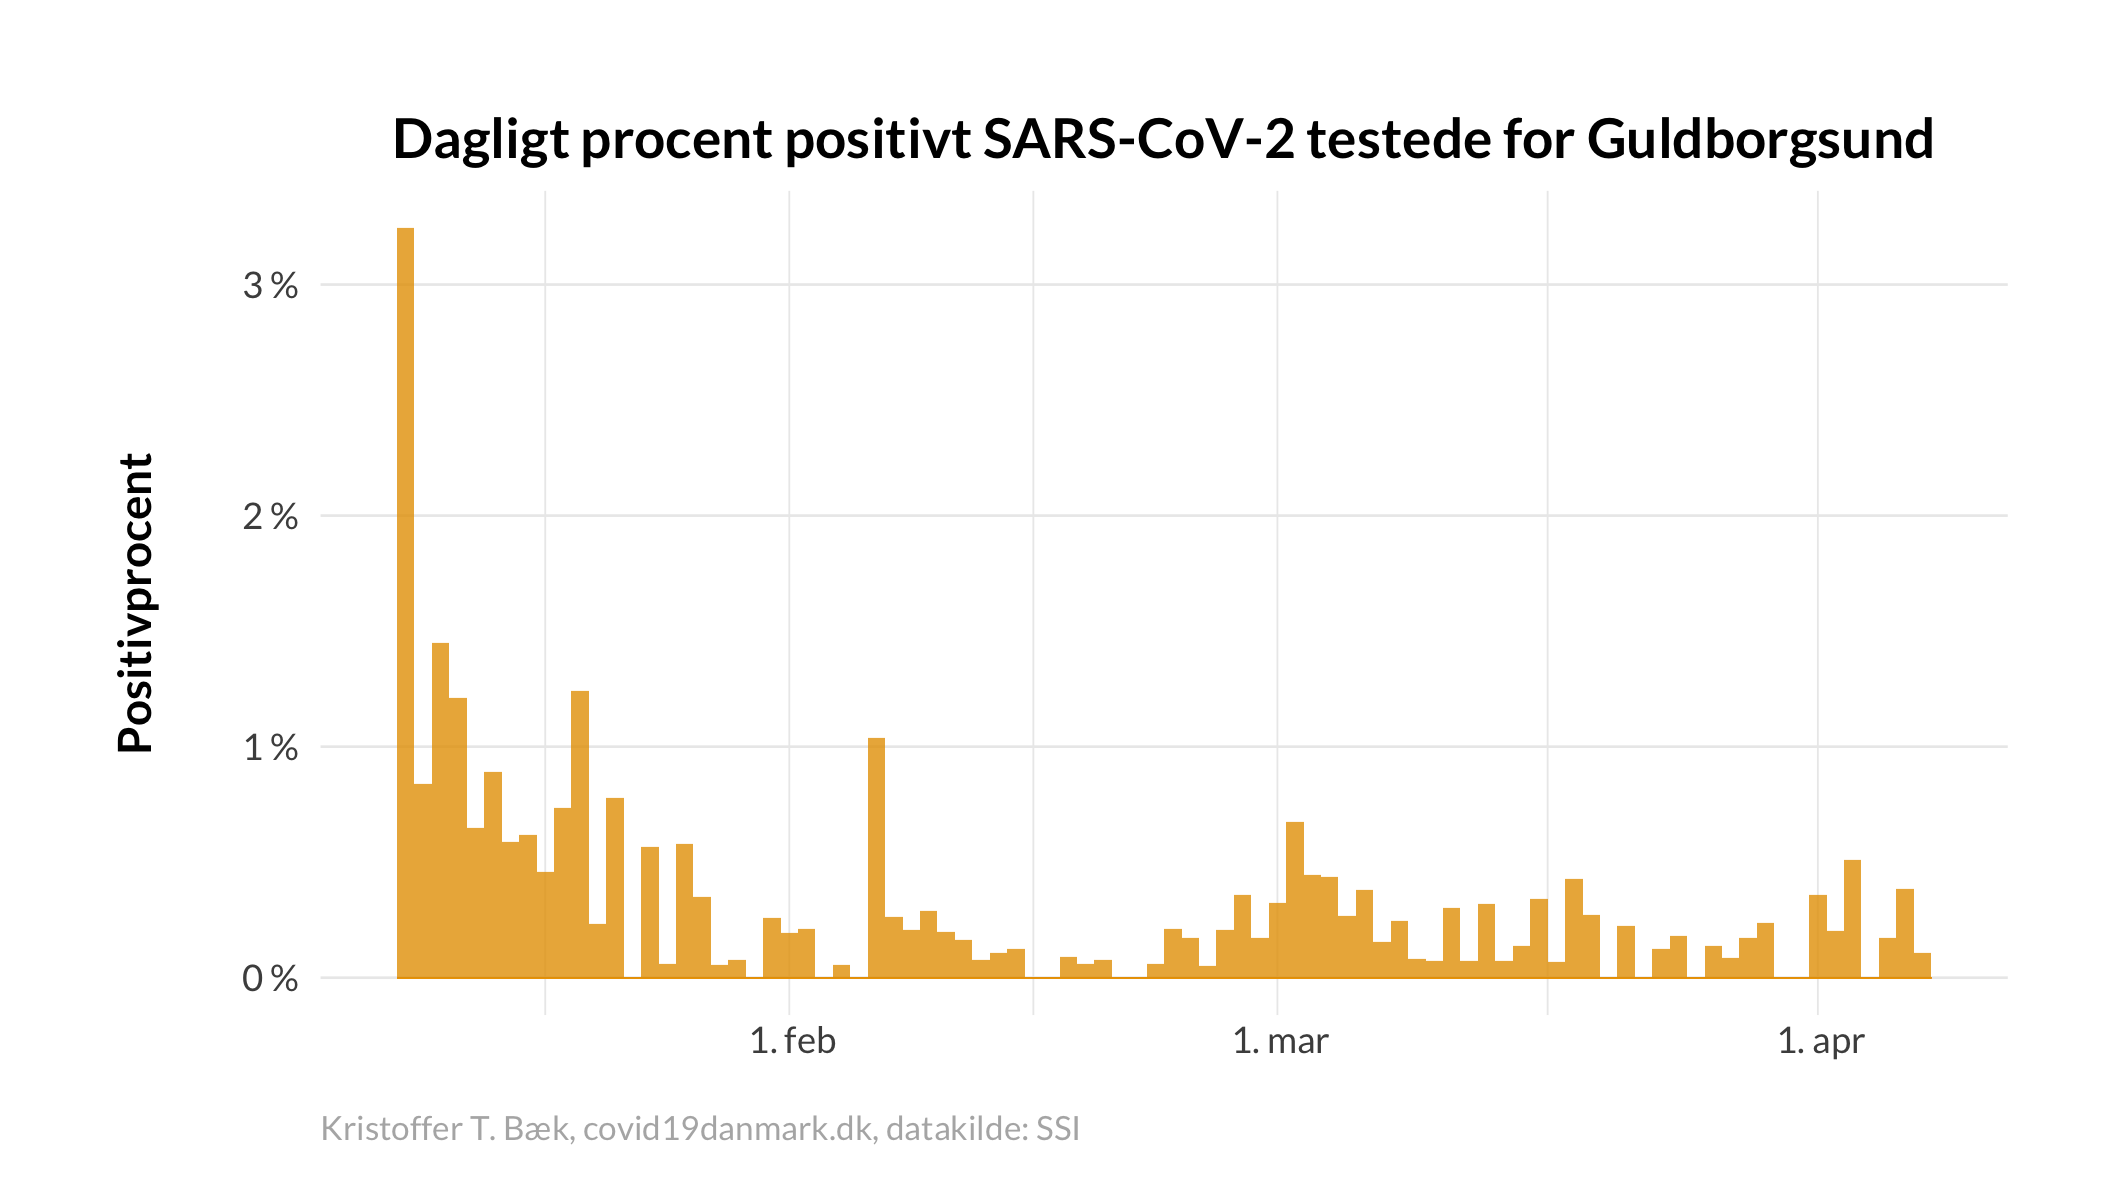 Dagligt procent positivt SARS-CoV-2 testede for Guldborgsund
Positivprocent
3 %
2 %
1 %
0 %
1. feb
1. mar
1. apr
Kristoffer T. Bæk, covid19danmark.dk, datakilde: SSI